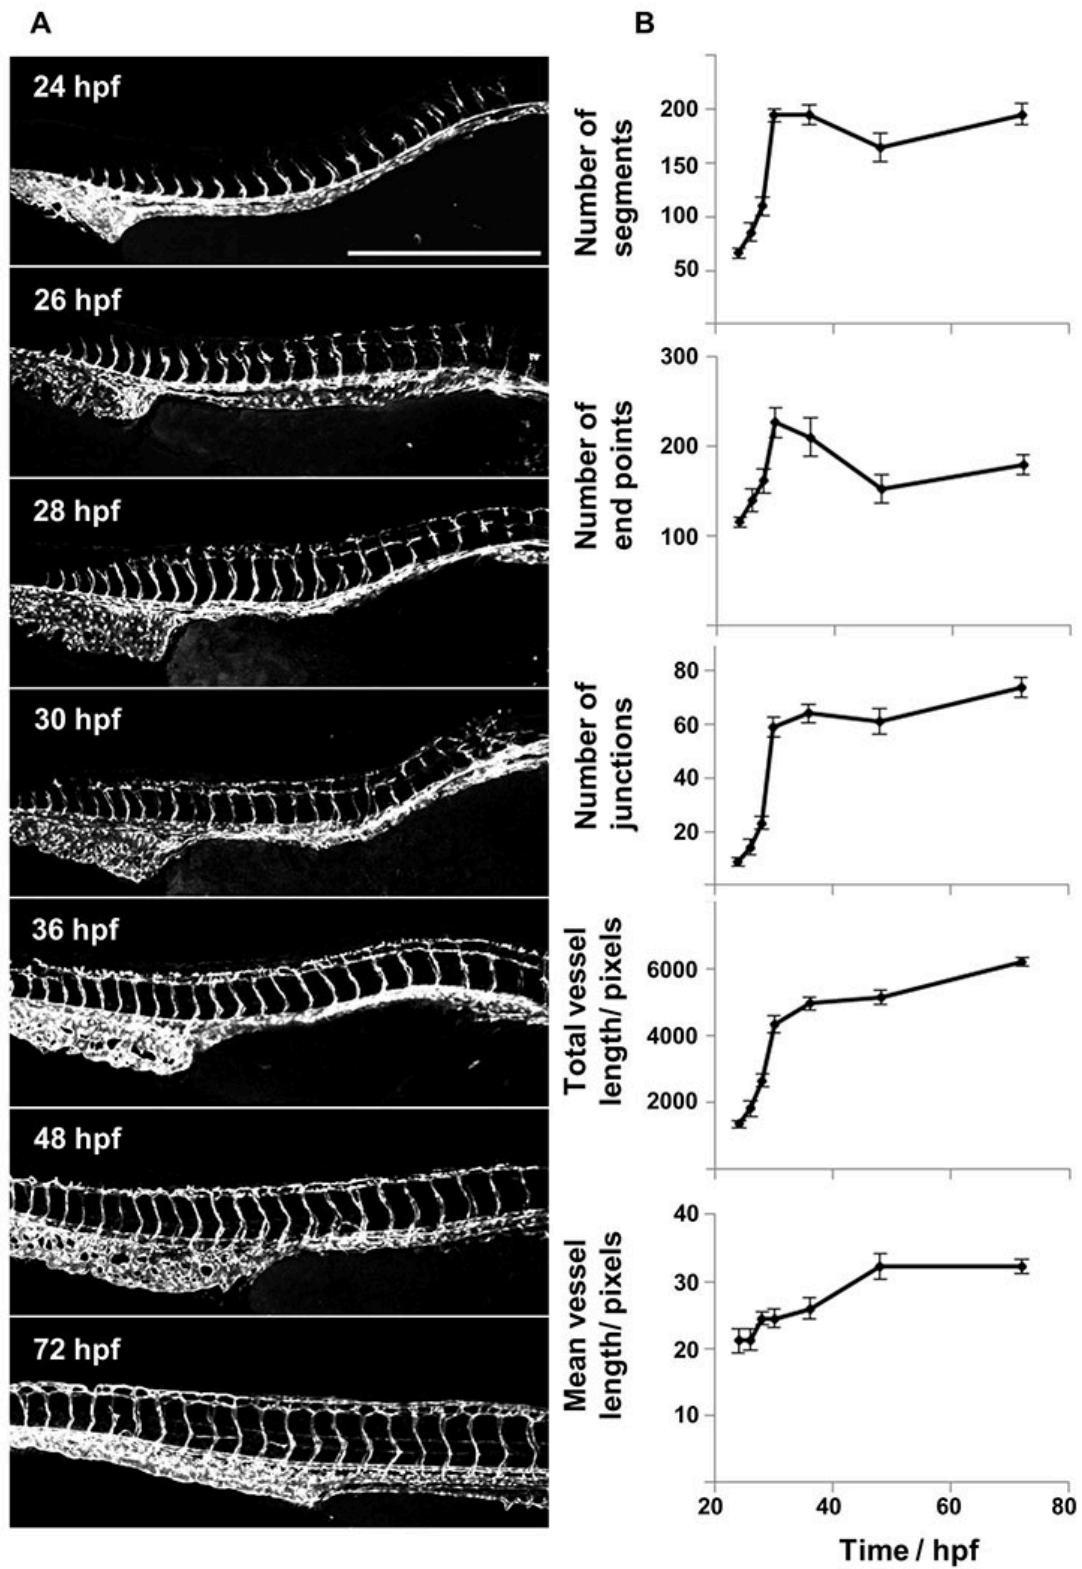 A
24 hpf
26 hpf
28 hpf
30 hpf
36 hpf
48 hpf
72 hpf
B
Number of
segments
200
150
100
50
Number of
end points
300
200
100
Number of
junctions
80
60
40
20
Total vessel
length/ pixels
6000
4000
2000
Mean vessel
length/ pixels
40
30
20
10
20 40 60 80
Time / hpf